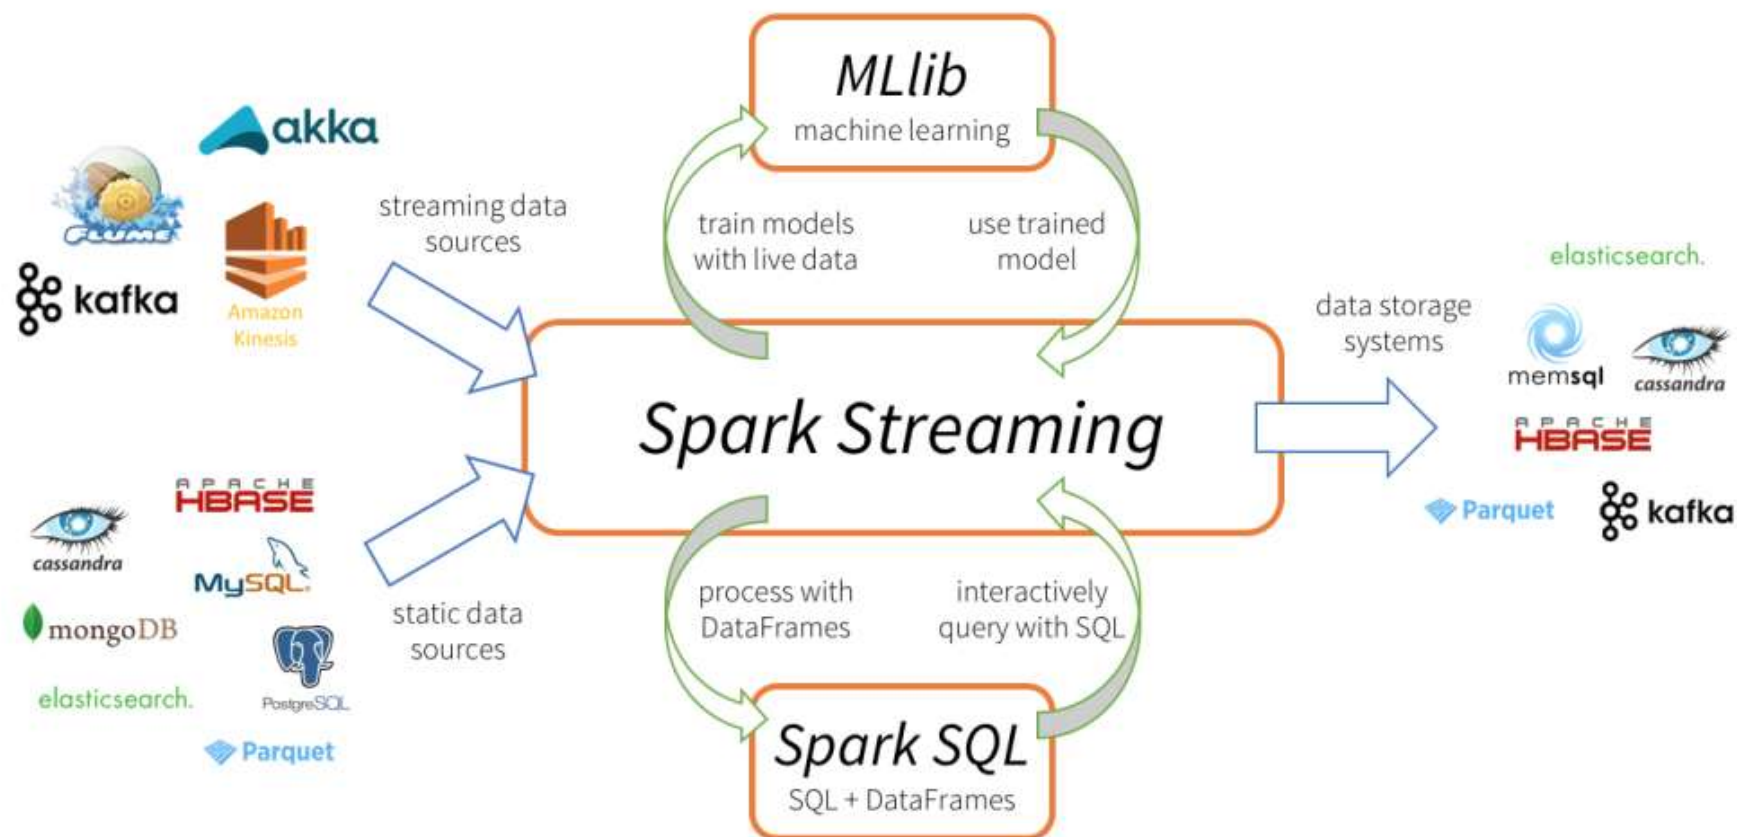 MLlib
machine learning
akka
FLUME
kafka
Amazon
Kinesis
streaming data
sources
train models
with live data
use trained
model
Spark Streaming
data storage
systems
elasticsearch.
memsql
cassandra
APACHE
HBASE
Parquet
kafka
APACHE
HBASE
cassandra
MySQL®
mongoDB
PostgreSQL
elasticsearch.
Parquet
static data
sources
process with
DataFrames
interactively
query with SQL
Spark SQL
SQL + DataFrames